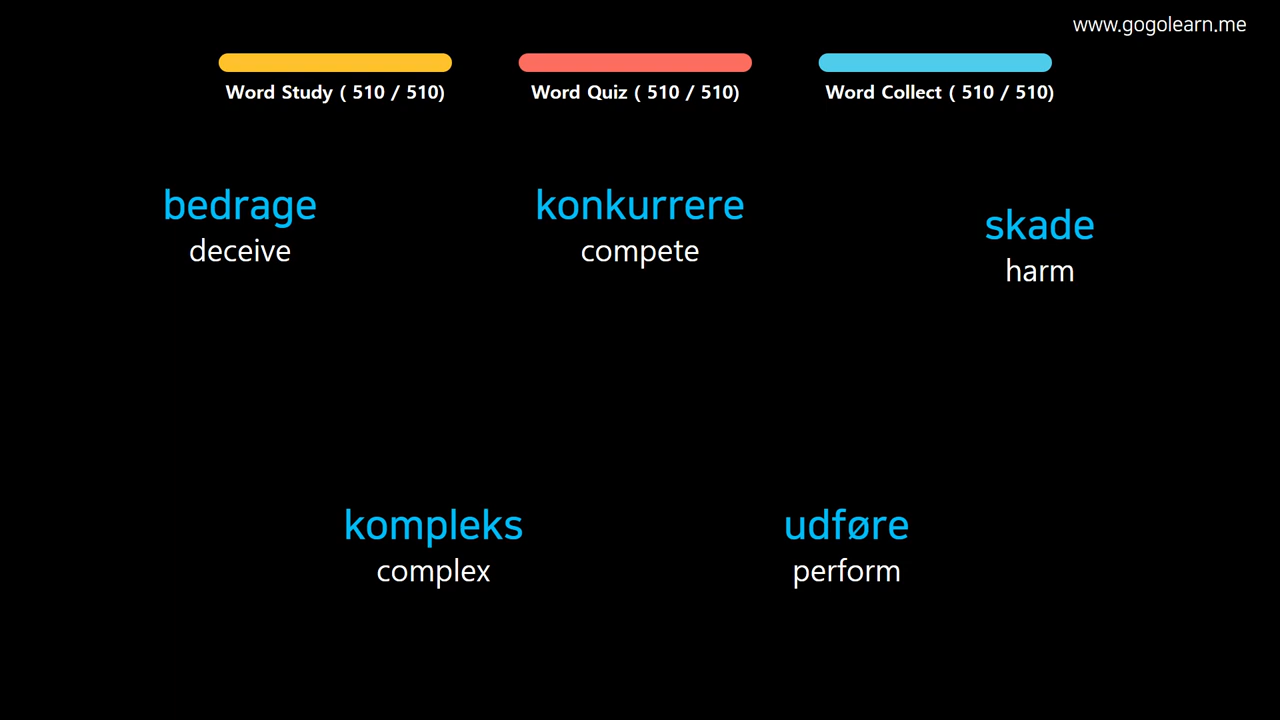 www.gogolearn.me
Word Study ( 510 / 510)
Word Quiz ( 510 / 510)
Word Collect ( 510 / 510)
bedrage
deceive
konkurrere
compete
skade
harm
kompleks
complex
udføre
perform